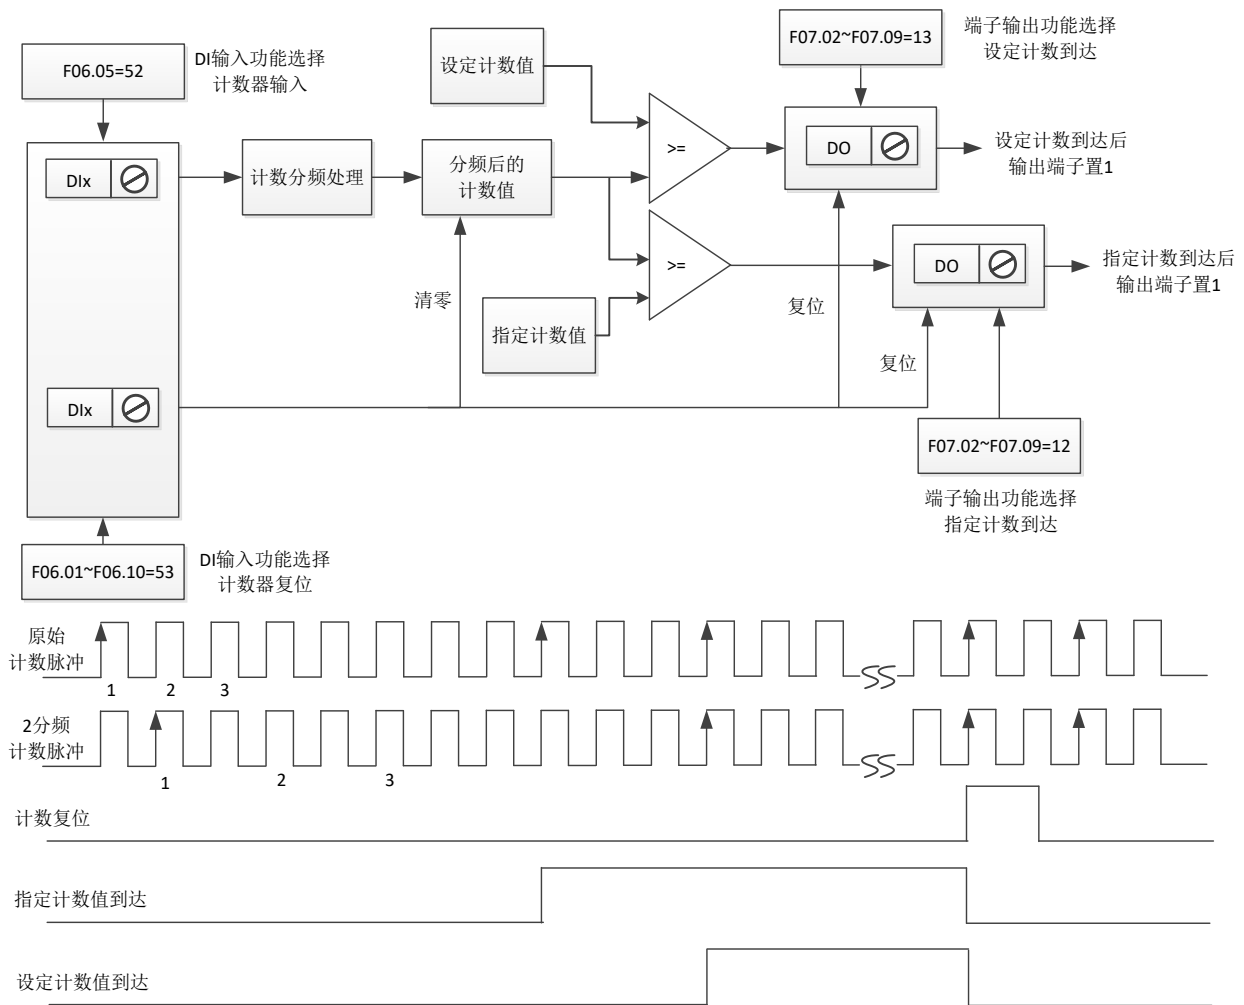 F06.05=52
DI输入功能选择
计数器输入
设定计数值
F07.02~F07.09=13
端子输出功能选择
设定计数到达
DIx
计数分频处理
分频后的
计数值
>=
DO
设定计数到达后
输出端子置1
>=
DO
指定计数到达后
输出端子置1
清零
指定计数值
复位
复位
DIx
F07.02~F07.09=12
端子输出功能选择
指定计数到达
F06.01~F06.10=53
DI输入功能选择
计数器复位
原始
计数脉冲
1 2 3
2分频
计数脉冲
1 2 3
计数复位
指定计数值到达
设定计数值到达